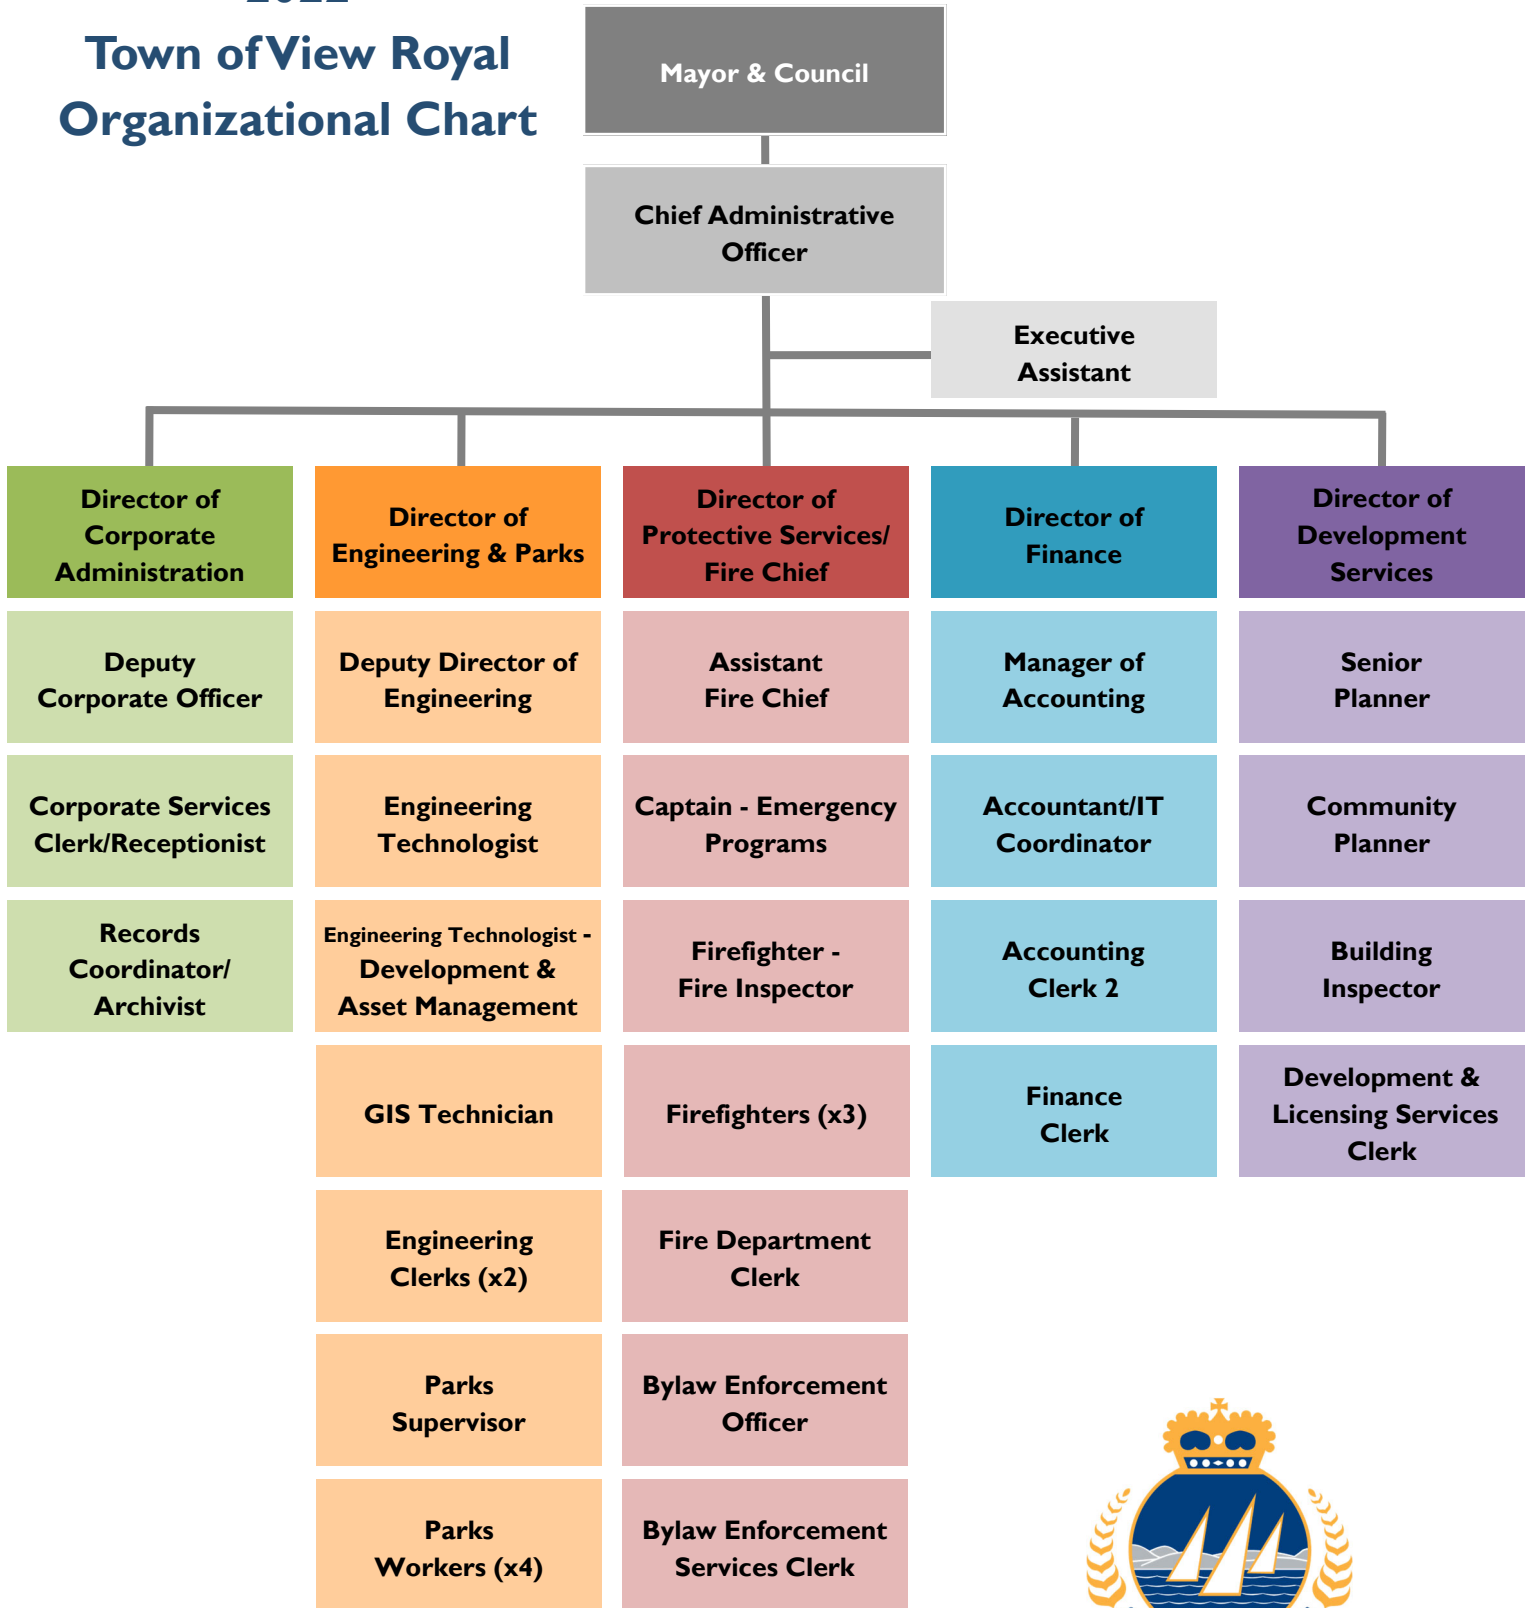 2022
Town of View Royal
Organizational Chart
Mayor & Council
Chief Administrative
Officer
Executive
Assistant
Director of
Corporate
Administration
Deputy
Corporate Officer
Corporate Services
Clerk/Receptionist
Records
Coordinator/
Archivist
Director of
Engineering & Parks
Deputy Director of
Engineering
Engineering
Technologist
Engineering Technologist -
Development &
Asset Management
GIS Technician
Engineering
Clerks (x2)
Parks
Supervisor
Parks
Workers (x4)
Director of
Protective Services/
Fire Chief
Assistant
Fire Chief
Captain - Emergency
Programs
Firefighter -
Fire Inspector
Firefighters (x3)
Fire Department
Clerk
Bylaw Enforcement
Officer
Bylaw Enforcement
Services Clerk
Director of
Finance
Manager of
Accounting
Accountant/IT
Coordinator
Accounting
Clerk 2
Finance
Clerk
Director of
Development
Services
Senior
Planner
Community
Planner
Building
Inspector
Development &
Licensing Services
Clerk